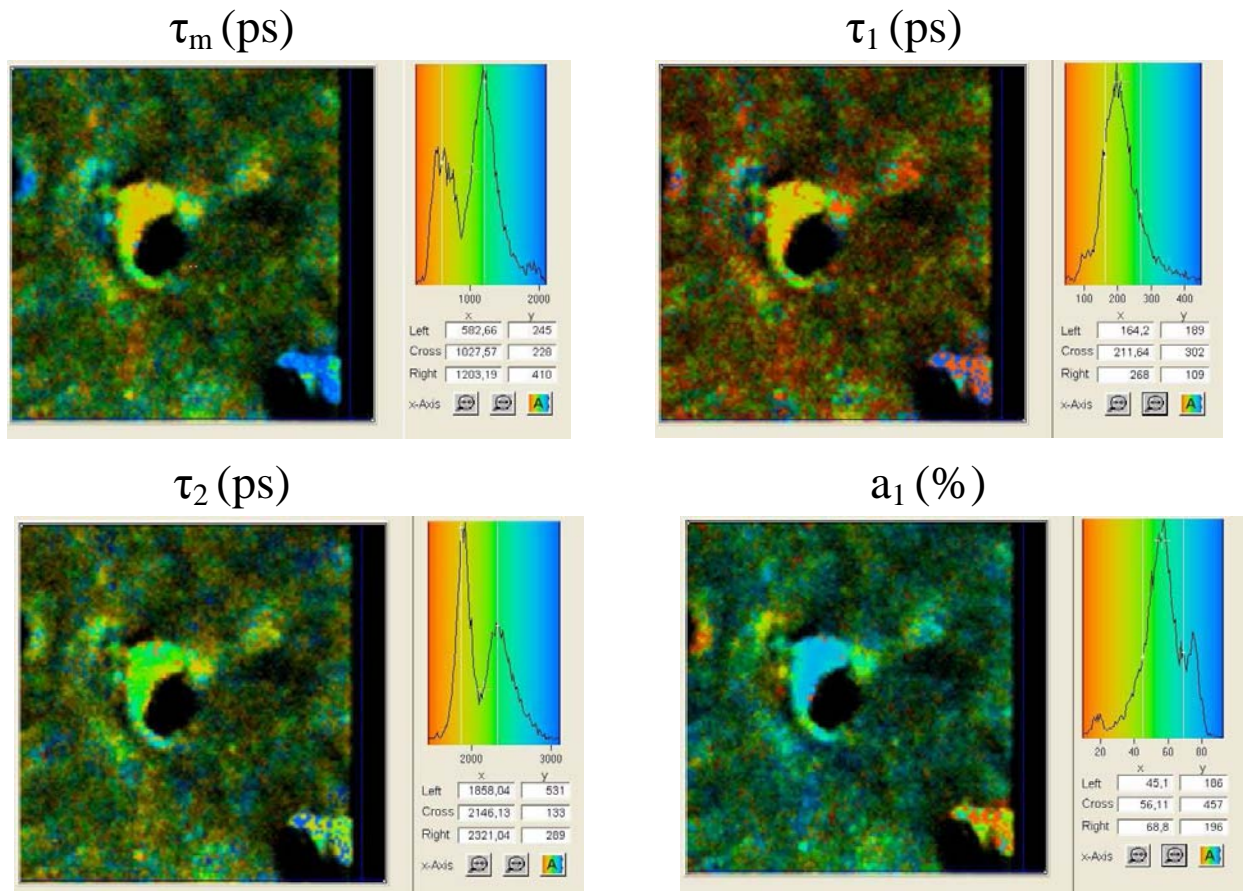 τm (ps)
1000 2000
x y
Left 582,66 245
Cross 1027,57 228
Right 1203,19 410
x-Axis A
τ1 (ps)
100 200 300 400
x y
Left 164,2 189
Cross 211,64 302
Right 268 109
x-Axis A
τ2 (ps)
2000 3000
x y
Left 1858,04 531
Cross 2146,13 133
Right 2321,04 289
x-Axis A
a1 (%)
20 40 60 80
x y
Left 45,1 186
Cross 56,11 457
Right 68,8 196
x-Axis A